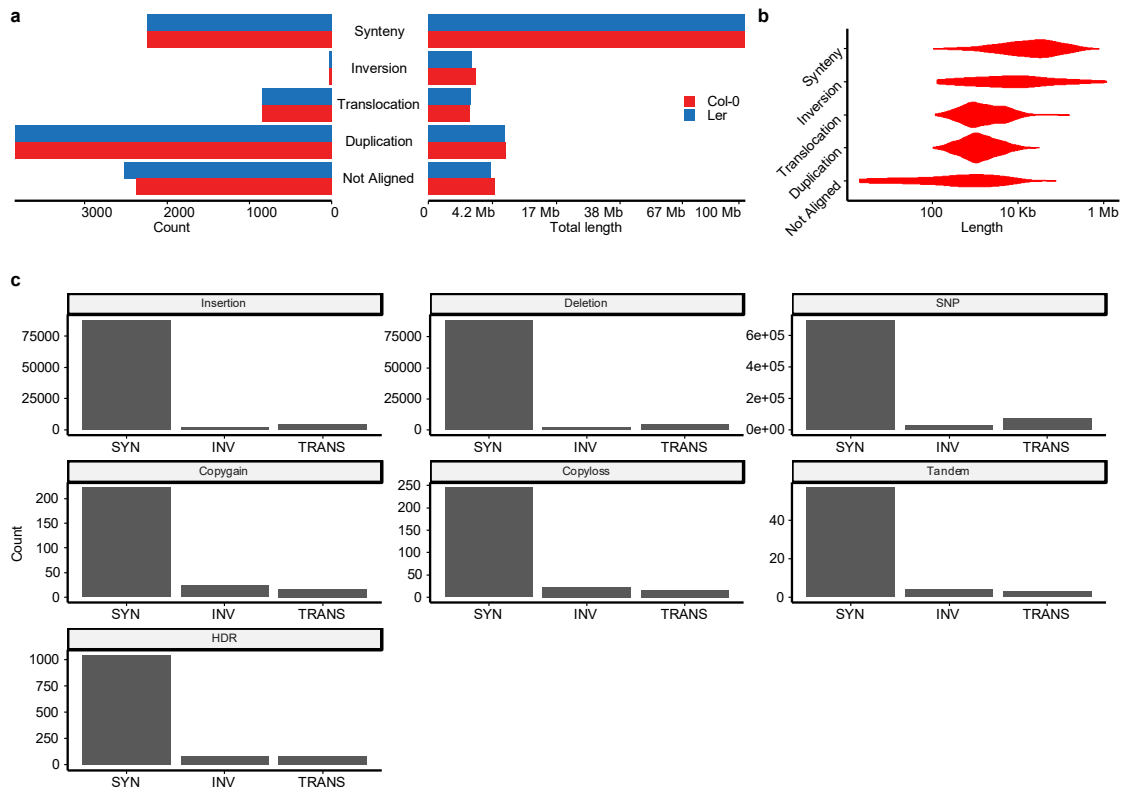 a
b
Synteny
Inversion
Translocation
Duplication
Not Aligned
Col-0
Ler
3000
2000
1000
0
Count
0
4.2 Mb
17 Mb
38 Mb
67 Mb
100 Mb
Total length
Synteny
Inversion
Translocation
Duplication
Not Aligned
100
10 Kb
1 Mb
Length
c
Insertion
Deletion
SNP
75000
50000
25000
0
SYN
INV
TRANS
75000
50000
25000
0
SYN
INV
TRANS
6e+05
4e+05
2e+05
0e+00
SYN
INV
TRANS
Copygain
Copyloss
Tandem
Count
200
150
100
50
0
SYN
INV
TRANS
250
200
150
100
50
0
SYN
INV
TRANS
40
20
0
SYN
INV
TRANS
HDR
1000
750
500
250
0
SYN
INV
TRANS